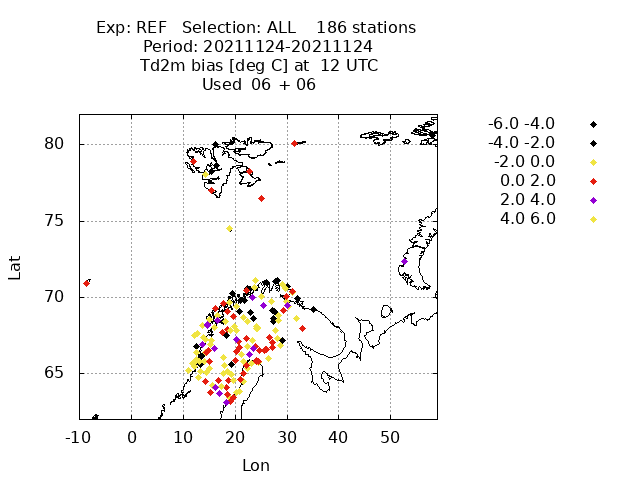 Exp: REF Selection: ALL 186 stations
Period: 20211124-20211124
Td2m bias [deg C] at 12 UTC
Used 06 + 06
-6.0 -4.0
-4.0 -2.0
-2.0 0.0
0.0 2.0
2.0 4.0
4.0 6.0
80
75
70
65
Lat
-10 0 10 20 30 40 50
Lon